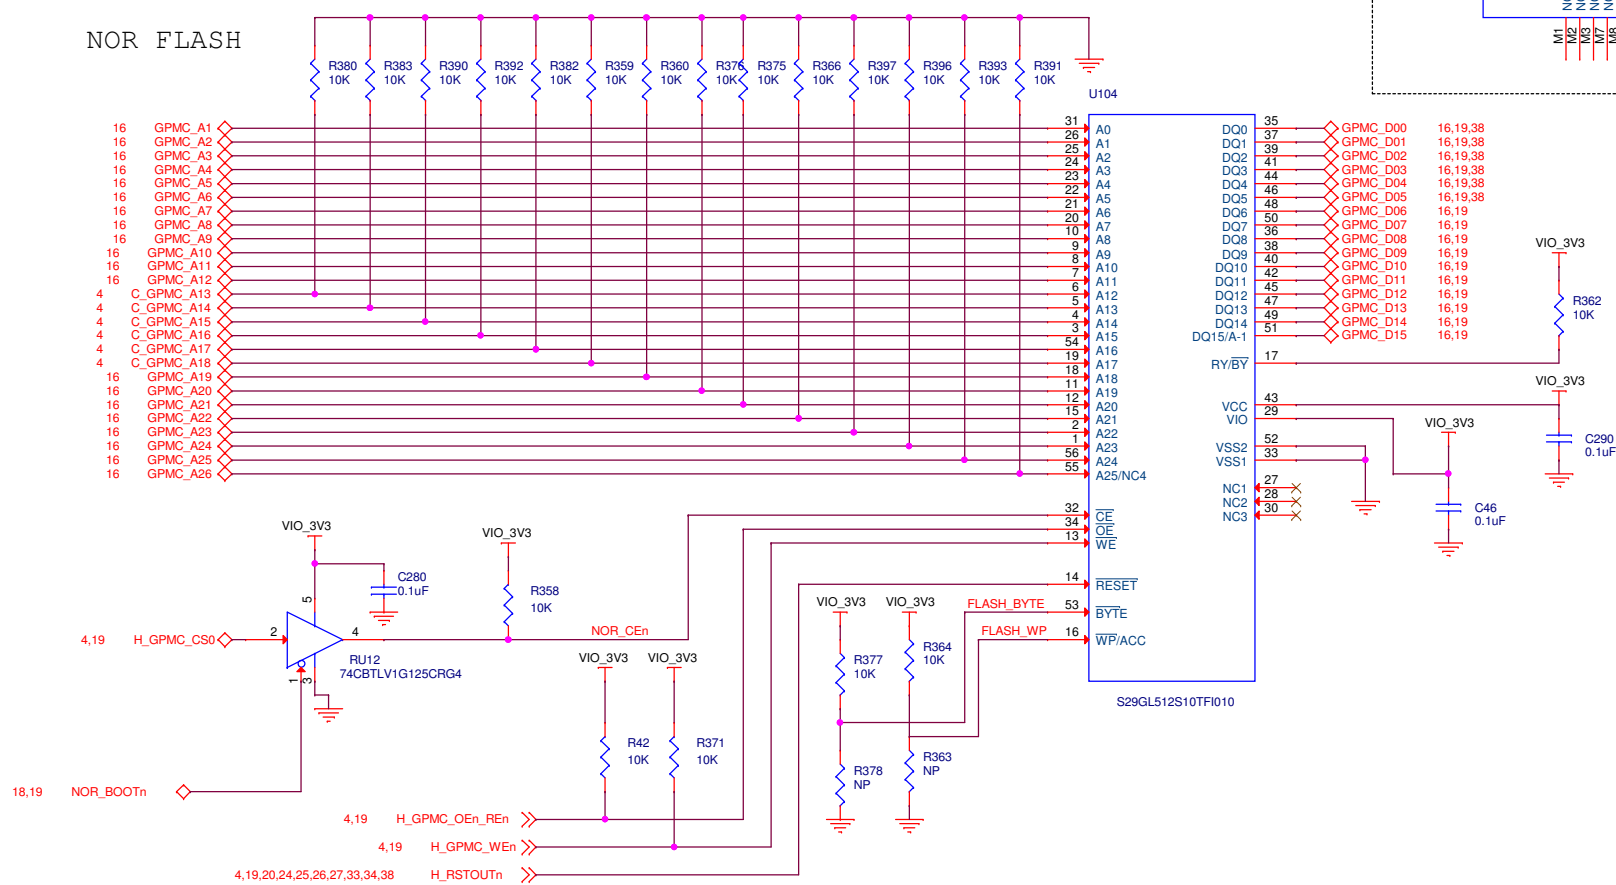 NOR FLASH
R380 10K
R383 10K
R390 10K
R392 10K
R382 10K
R359 10K
R360 10K
R376 10K
R375 10K
R366 10K
R397 10K
R396 10K
R393 10K
R391 10K
M1
M2
M3
M7
M8
U104
16 GPMC_A1 31 A0 DQ0 35 GPMC_D00 16,19,38
16 GPMC_A2 26 A1 DQ1 37 GPMC_D01 16,19,38
16 GPMC_A3 25 A2 DQ2 39 GPMC_D02 16,19,38
16 GPMC_A4 24 A3 DQ3 41 GPMC_D03 16,19,38
16 GPMC_A5 23 A4 DQ4 44 GPMC_D04 16,19,38
16 GPMC_A6 22 A5 DQ5 46 GPMC_D05 16,19,38
16 GPMC_A7 21 A6 DQ6 48 GPMC_D06 16,19
16 GPMC_A8 20 A7 DQ7 50 GPMC_D07 16,19
16 GPMC_A9 10 A8 DQ8 36 GPMC_D08 16,19
16 GPMC_A10 9 A9 DQ9 38 GPMC_D09 16,19
16 GPMC_A11 8 A10 DQ10 40 GPMC_D10 16,19
16 GPMC_A12 7 A11 DQ11 42 GPMC_D11 16,19
4 C_GPMC_A13 6 A12 DQ12 45 GPMC_D12 16,19
4 C_GPMC_A14 5 A13 DQ13 47 GPMC_D13 16,19
4 C_GPMC_A15 4 A14 DQ14 49 GPMC_D14 16,19
4 C_GPMC_A16 3 A15 DQ15/A-1 51 GPMC_D15 16,19
4 C_GPMC_A17 54 A16
4 C_GPMC_A18 19 A17 RY/BY 17
16 GPMC_A19 18 A18
16 GPMC_A20 11 A19
16 GPMC_A21 12 A20 VCC 43
16 GPMC_A22 15 A21 VIO 29
16 GPMC_A23 2 A22
16 GPMC_A24 1 A23 VSS2 52
16 GPMC_A25 56 A24 VSS1 33
16 GPMC_A26 55 A25/NC4
NC1 27
NC2 28
NC3 30
VIO_3V3
R362
10K
VIO_3V3
C290
0.1uF
VIO_3V3
C46
0.1uF
32 CE
34 OE
13 WE
14 RESET
FLASH_BYTE 53 BYTE
FLASH_WP 16 WP/ACC
S29GL512S10TFI010
VIO_3V3
C280
0.1uF
VIO_3V3
R358
10K
4,19 H_GPMC_CS0 2 5 4 1 3
NOR_CEn
RU12
74CBTLV1G125CRG4
VIO_3V3 VIO_3V3
R42
10K
R371
10K
VIO_3V3 VIO_3V3
R377
10K
R364
10K
R378
NP
R363
NP
18,19 NOR_BOOTn
4,19 H_GPMC_OEn_REn
4,19 H_GPMC_WEn
4,19,20,24,25,26,27,33,34,38 H_RSTOUTn